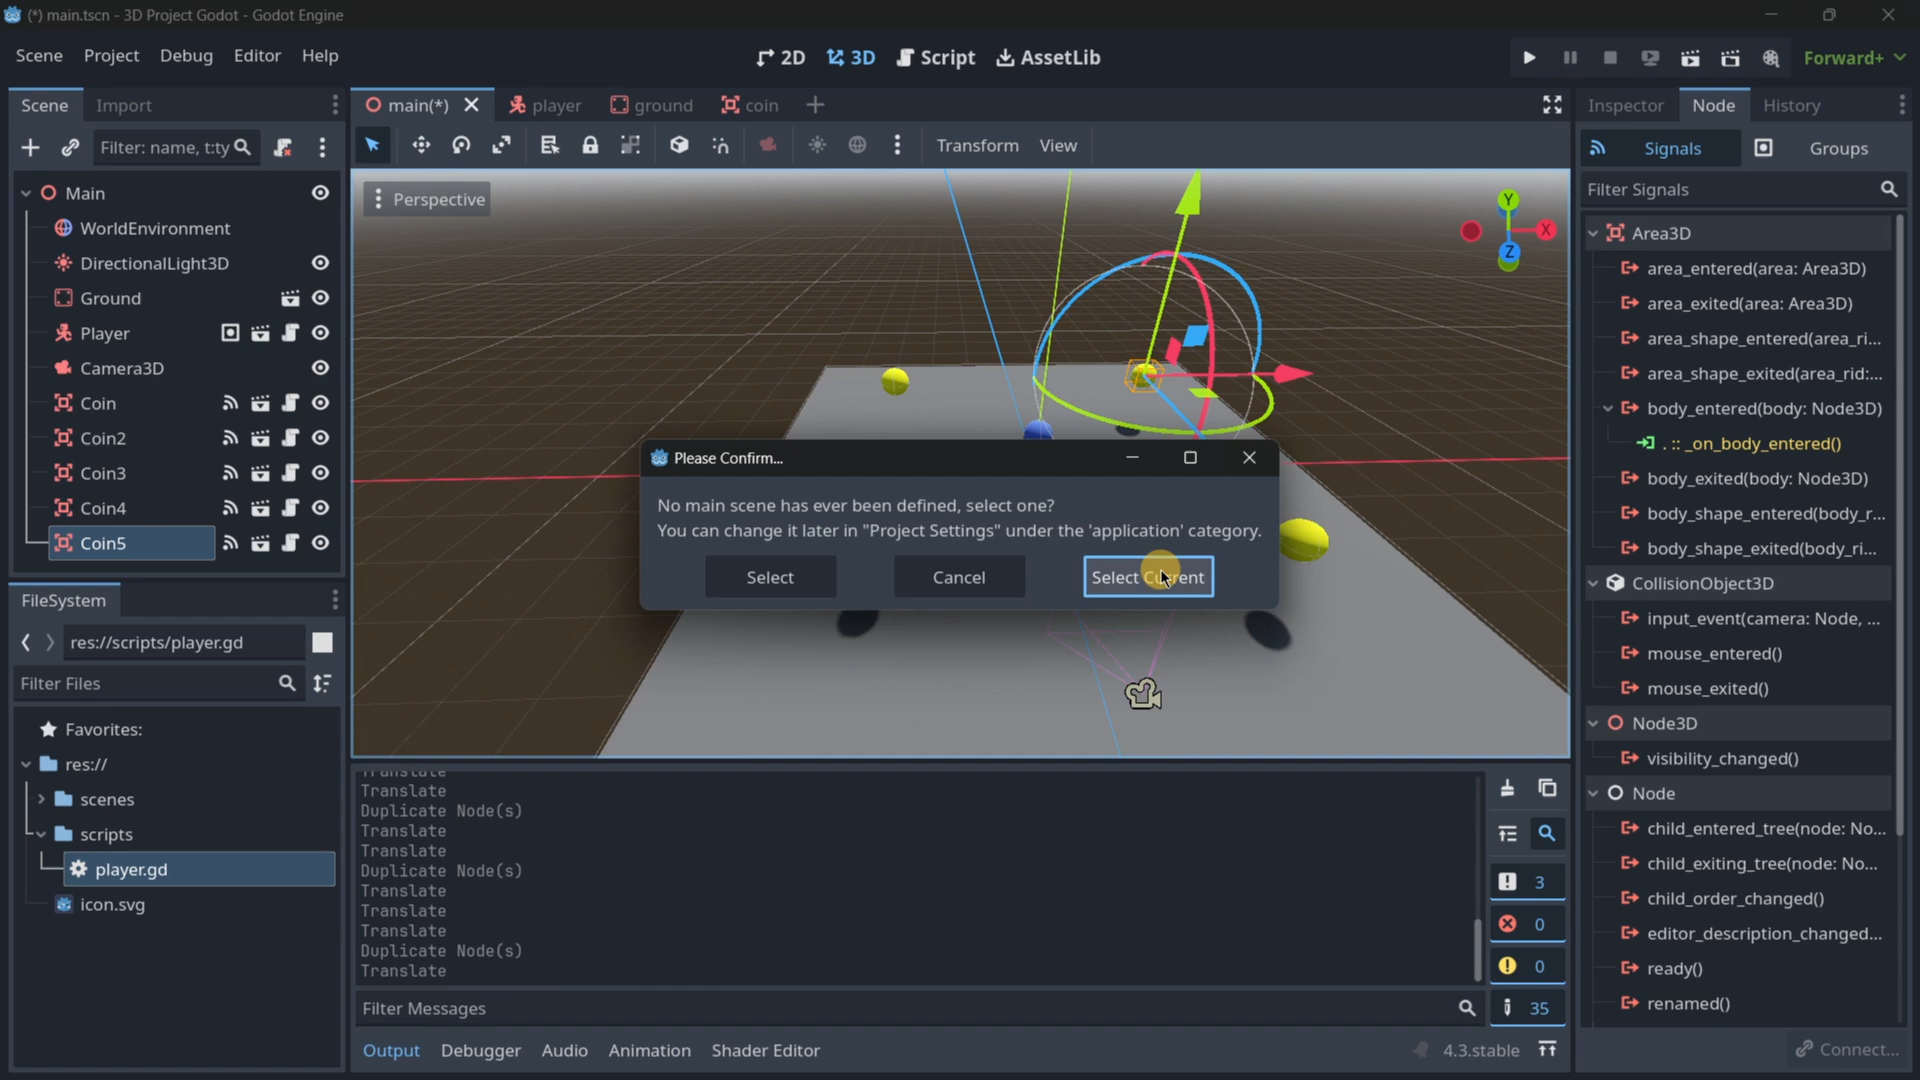 (*) main.tscn - 3D Project Godot - Godot Engine
Scene Project Debug Editor Help
2D 3D Script AssetLib
Forward+
Scene Import
main(*) player ground coin
Inspector Node History
Filter: name, t:ty
Transform View
Signals Groups
Perspective
Filter Signals
Y
X
Z
Main
WorldEnvironment
DirectionalLight3D
Ground
Player
Camera3D
Coin
Coin2
Coin3
Coin4
Coin5
Area3D
area_entered(area: Area3D)
area_exited(area: Area3D)
area_shape_entered(area_ri...
area_shape_exited(area_rid:...
body_entered(body: Node3D)
. :: _on_body_entered()
body_exited(body: Node3D)
body_shape_entered(body_r...
body_shape_exited(body_ri...
CollisionObject3D
input_event(camera: Node, ...
mouse_entered()
mouse_exited()
Node3D
visibility_changed()
Node
child_entered_tree(node: No...
child_exiting_tree(node: No...
child_order_changed()
editor_description_changed...
ready()
renamed()
Connect...
Please Confirm...
No main scene has ever been defined, select one?
You can change it later in "Project Settings" under the 'application' category.
Select Cancel Select Current
FileSystem
res://scripts/player.gd
Filter Files
Favorites:
res://
scenes
scripts
player.gd
icon.svg
Translate
Translate
Duplicate Node(s)
Translate
Translate
Duplicate Node(s)
Translate
Translate
Translate
Duplicate Node(s)
Translate
3
0
0
35
Filter Messages
Output Debugger Audio Animation Shader Editor
4.3.stable